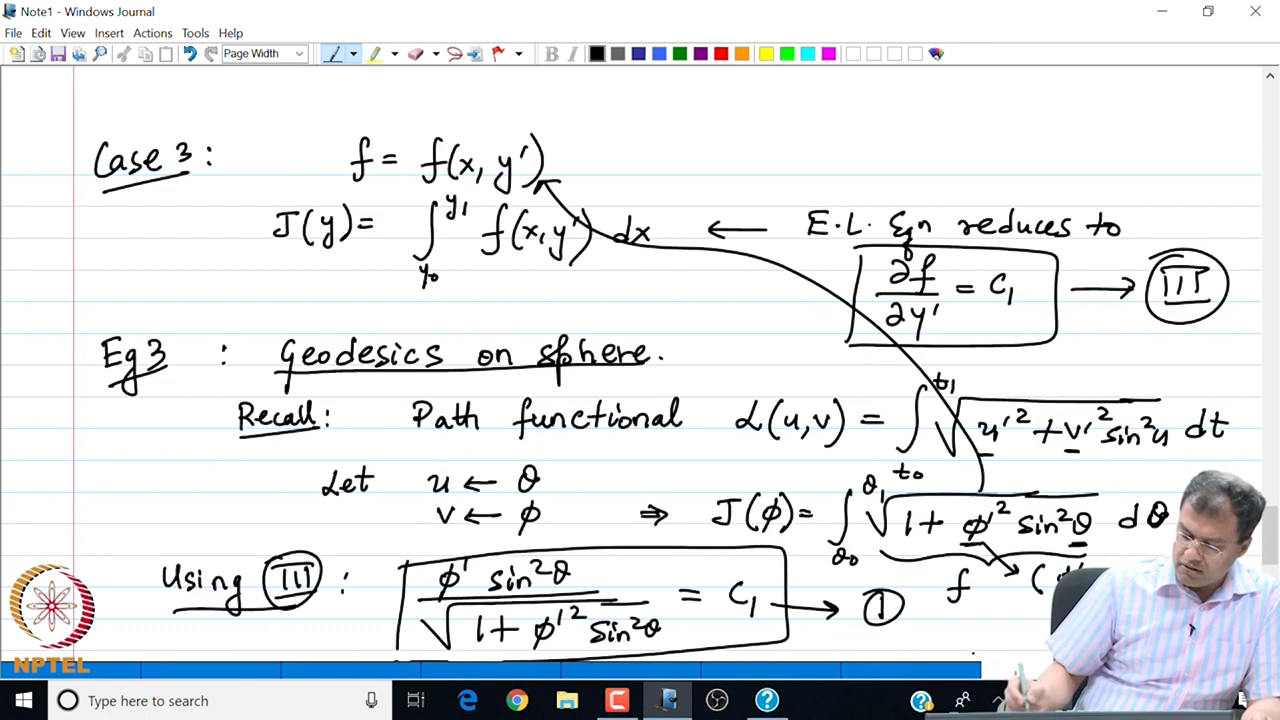 Note1 - Windows Journal
File Edit View Insert Actions Tools Help
Page Width
B I
Case 3: f = f(x, y')
J(y) = ∫_{y₀}^{y₁} f(x, y') dx ← E.L. Eqn reduces to
∂f/∂y' = C₁ → III
Eg 3 : Geodesics on sphere.
Recall: Path functional L(u,v) = ∫_{t₀}^{t₁} √(u'² + v'² sin²u) dt
Let u ← θ
v ← φ ⇒ J(φ) = ∫_{θ₀}^{θ₁} √(1 + φ'² sin²θ) dθ
f
Using III : φ' sin²θ / √(1 + φ'² sin²θ) = C₁ → 1
NPTEL
Type here to search